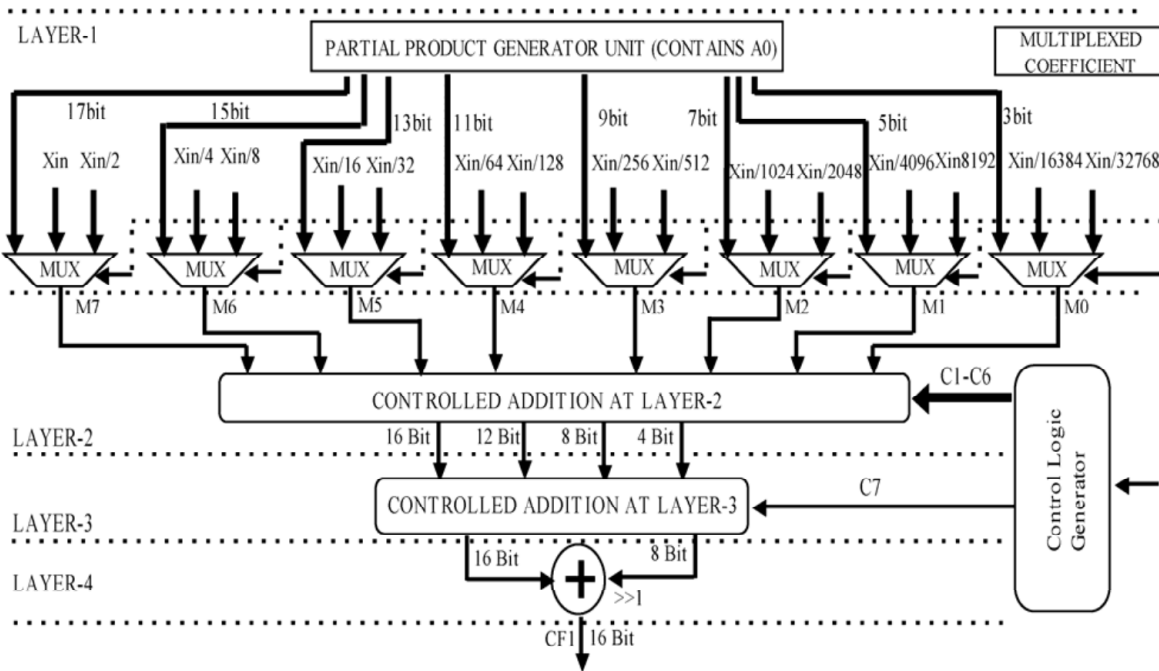 LAYER-1
PARTIAL PRODUCT GENERATOR UNIT (CONTAINS A0)
MULTIPLEXED
COEFFICIENT
17bit
15bit
13bit
11bit
9bit
7bit
5bit
3bit
Xin
Xin/2
Xin/4
Xin/8
Xin/16
Xin/32
Xin/64
Xin/128
Xin/256
Xin/512
Xin/1024
Xin/2048
Xin/4096
Xin8192
Xin/16384
Xin/32768
MUX
MUX
MUX
MUX
MUX
MUX
MUX
MUX
M7
M6
M5
M4
M3
M2
M1
M0
CONTROLLED ADDITION AT LAYER-2
C1-C6
LAYER-2
16 Bit
12 Bit
8 Bit
4 Bit
CONTROLLED ADDITION AT LAYER-3
C7
Control Logic
Generator
LAYER-3
16 Bit
8 Bit
+
>>1
LAYER-4
CF1
16 Bit